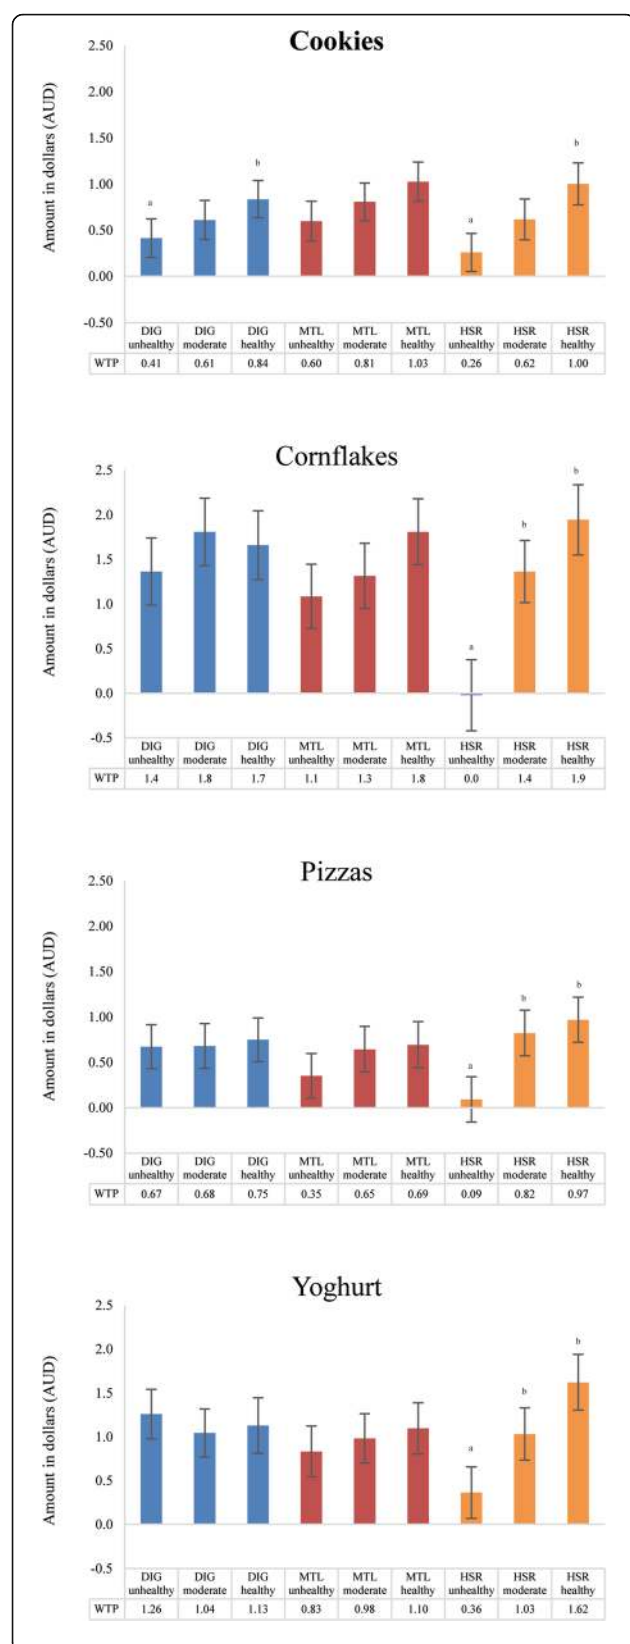 Cookies
Amount in dollars (AUD)
2.50
2.00
1.50
1.00
0.50
0.00
-0.50
a
b
a
b
DIG unhealthy DIG moderate DIG healthy MTL unhealthy MTL moderate MTL healthy HSR unhealthy HSR moderate HSR healthy
WTP 0.41 0.61 0.84 0.60 0.81 1.03 0.26 0.62 1.00
Cornflakes
Amount in dollars (AUD)
2.5
2.0
1.5
1.0
0.5
0.0
-0.5
a
b
b
DIG unhealthy DIG moderate DIG healthy MTL unhealthy MTL moderate MTL healthy HSR unhealthy HSR moderate HSR healthy
WTP 1.4 1.8 1.7 1.1 1.3 1.8 0.0 1.4 1.9
Pizzas
Amount in dollars (AUD)
2.50
2.00
1.50
1.00
0.50
0.00
-0.50
a
b
b
DIG unhealthy DIG moderate DIG healthy MTL unhealthy MTL moderate MTL healthy HSR unhealthy HSR moderate HSR healthy
WTP 0.67 0.68 0.75 0.35 0.65 0.69 0.09 0.82 0.97
Yoghurt
Amount in dollars (AUD)
2.5
2.0
1.5
1.0
0.5
0.0
-0.5
a
b
b
DIG unhealthy DIG moderate DIG healthy MTL unhealthy MTL moderate MTL healthy HSR unhealthy HSR moderate HSR healthy
WTP 1.26 1.04 1.13 0.83 0.98 1.10 0.36 1.03 1.62